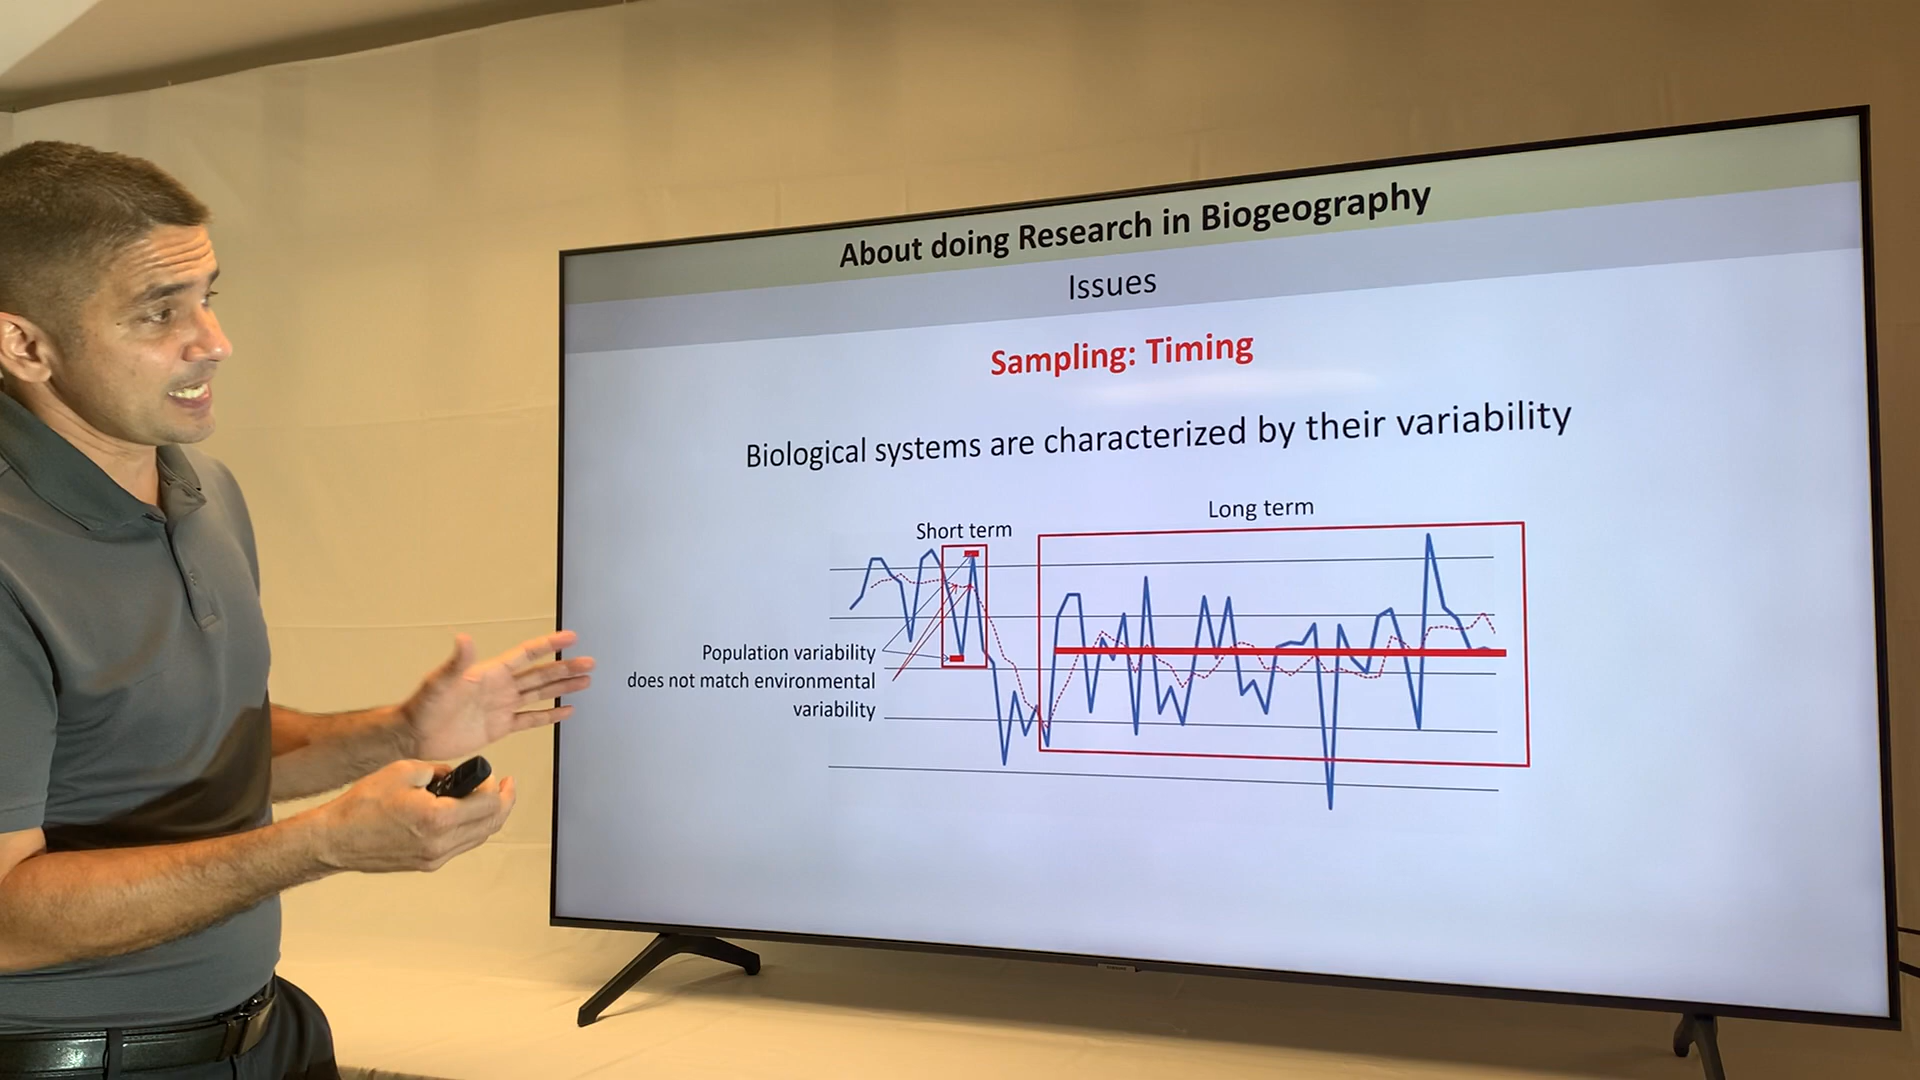 About doing Research in Biogeography
Issues
Sampling: Timing
Biological systems are characterized by their variability
Short term
Long term
Population variability
does not match environmental
variability